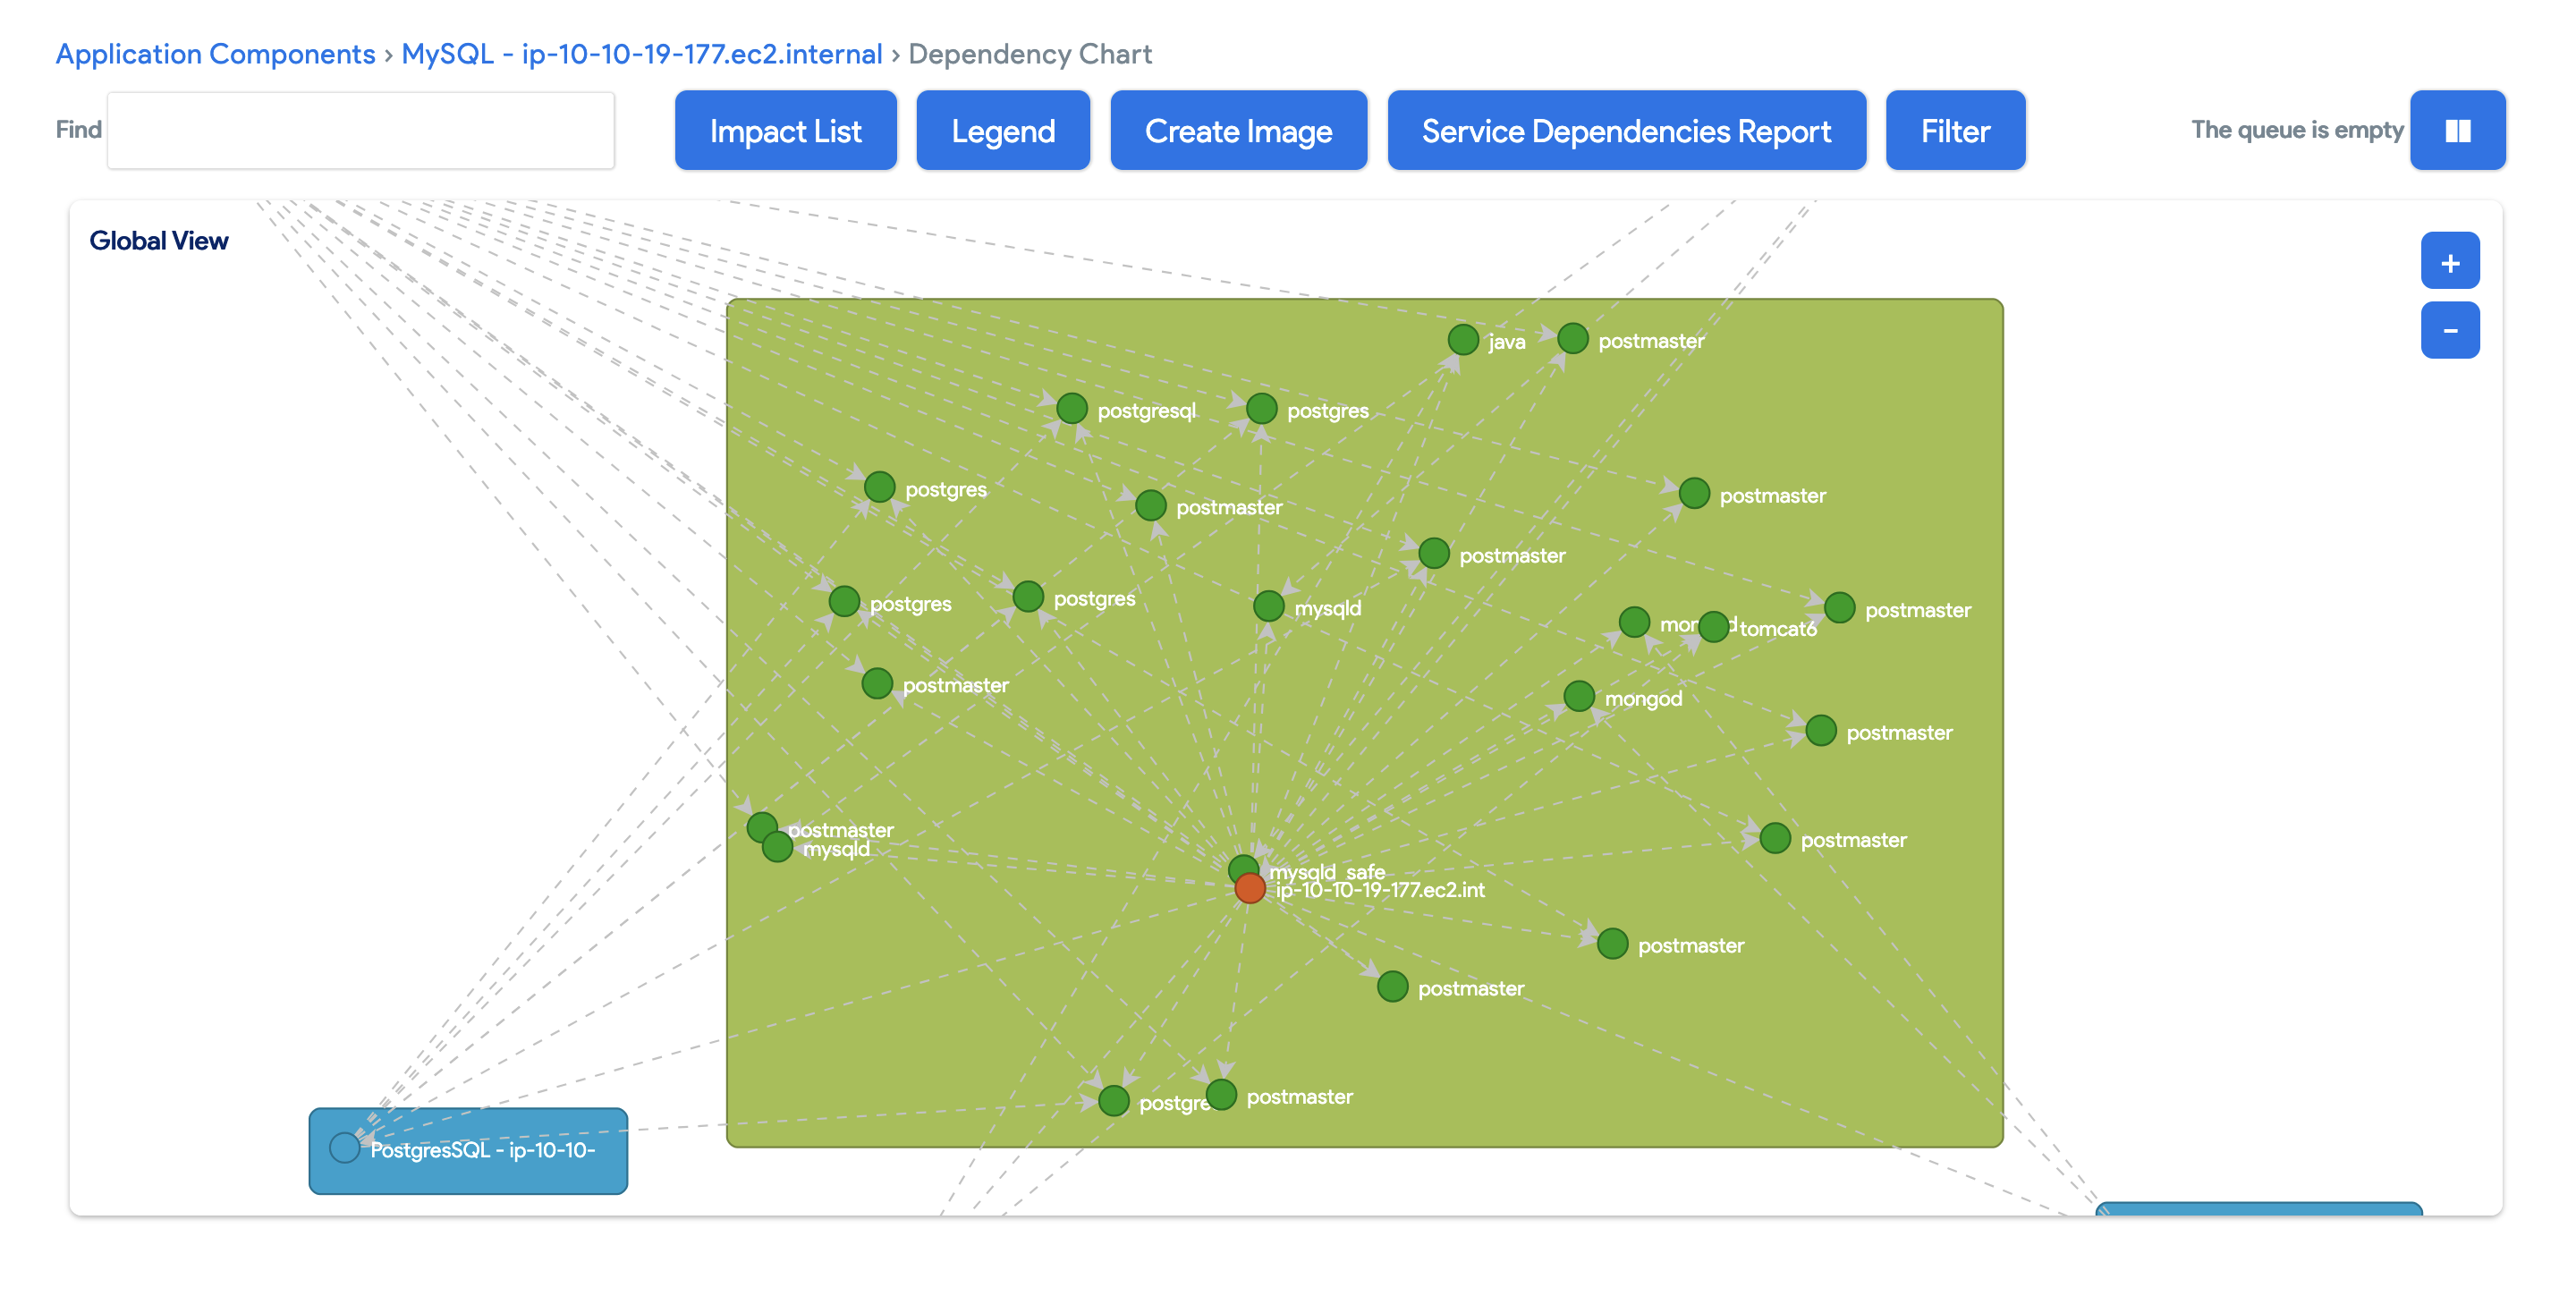 Application Components › MySQL - ip-10-10-19-177.ec2.internal › Dependency Chart
Find
Impact List
Legend
Create Image
Service Dependencies Report
Filter
The queue is empty
Global View
+
-
java
postmaster
postgresql
postgres
postgres
postmaster
postmaster
postmaster
postgres
postgres
mysqld
tomcat6
postmaster
postmaster
mongod
postmaster
postmaster
mysqld
postmaster
mysqld_safe
ip-10-10-19-177.ec2.int
postmaster
postmaster
postmaster
PostgresSQL - ip-10-10-